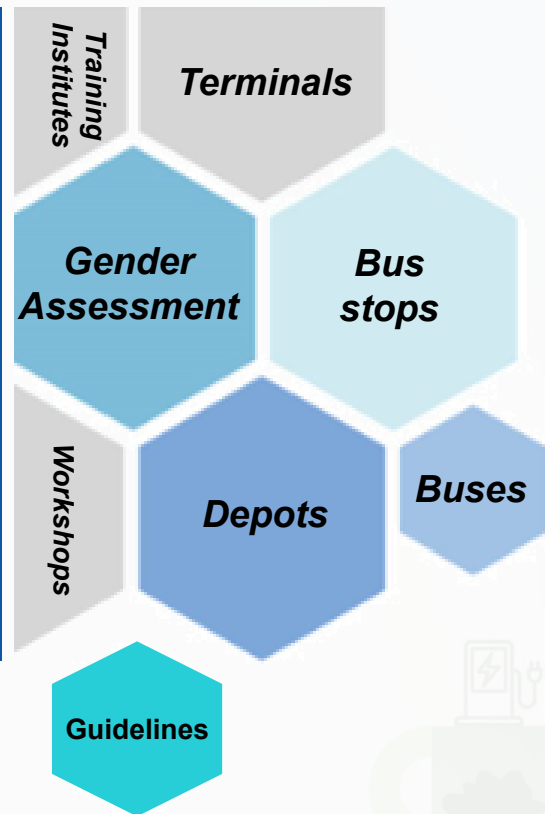 Training
Institutes
Terminals
Gender
Assessment
Bus
stops
Workshops
Depots
Buses
Guidelines